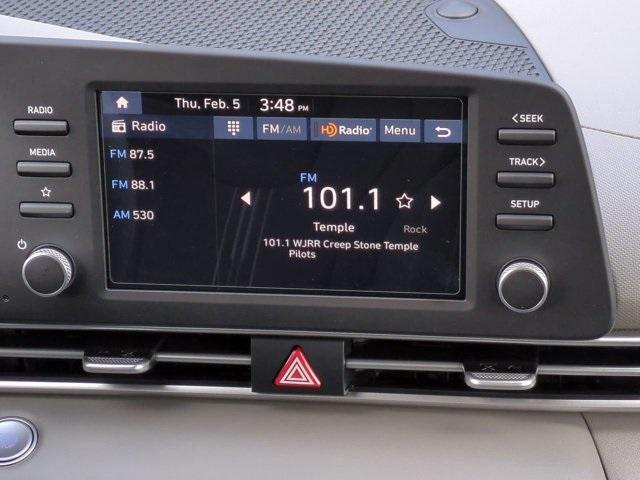 Thu, Feb. 5 3:48 PM
RADIO
<SEEK
Radio
FM/AM
HD Radio
Menu
MEDIA
FM 87.5
TRACK>
FM
FM 88.1
101.1
SETUP
AM 530
Temple
Rock
101.1 WJRR Creep Stone Temple
Pilots